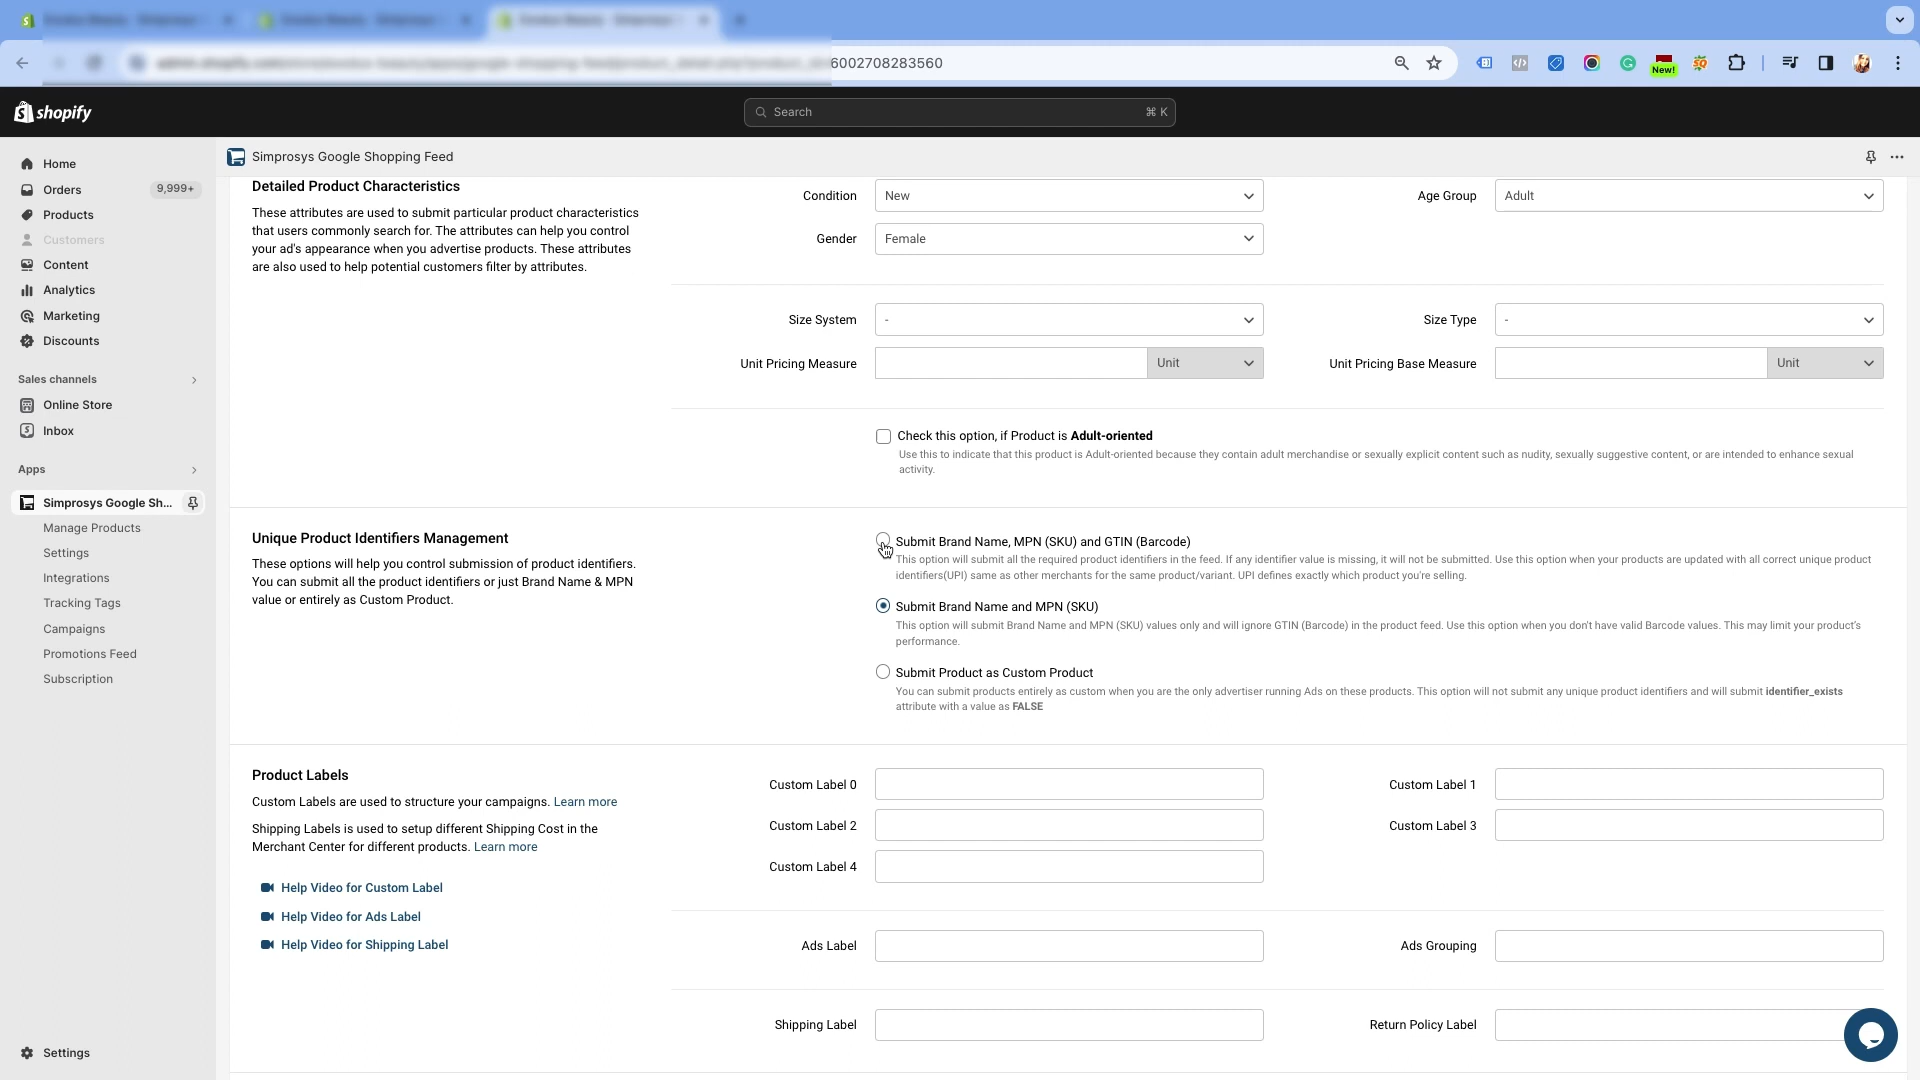 6002708283560
New!
shopify
Search
⌘ K
Home
Orders
9,999+
Products
Customers
Content
Analytics
Marketing
Discounts
Sales channels
Online Store
Inbox
Apps
Simprosys Google Sh...
Manage Products
Settings
Integrations
Tracking Tags
Campaigns
Promotions Feed
Subscription
Settings
Simprosys Google Shopping Feed
Detailed Product Characteristics
These attributes are used to submit particular product characteristics
that users commonly search for. The attributes can help you control
your ad's appearance when you advertise products. These attributes
are also used to help potential customers filter by attributes.
Condition
New
Age Group
Adult
Gender
Female
Size System
-
Size Type
-
Unit Pricing Measure
Unit
Unit Pricing Base Measure
Unit
Check this option, if Product is Adult-oriented
Use this to indicate that this product is Adult-oriented because they contain adult merchandise or sexually explicit content such as nudity, sexually suggestive content, or are intended to enhance sexual
activity.
Unique Product Identifiers Management
These options will help you control submission of product identifiers.
You can submit all the product identifiers or just Brand Name & MPN
value or entirely as Custom Product.
Submit Brand Name, MPN (SKU) and GTIN (Barcode)
This option will submit all the required product identifiers in the feed. If any identifier value is missing, it will not be submitted. Use this option when your products are updated with all correct unique product
identifiers(UPI) same as other merchants for the same product/variant. UPI defines exactly which product you're selling.
Submit Brand Name and MPN (SKU)
This option will submit Brand Name and MPN (SKU) values only and will ignore GTIN (Barcode) in the product feed. Use this option when you don't have valid Barcode values. This may limit your product's
performance.
Submit Product as Custom Product
You can submit products entirely as custom when you are the only advertiser running Ads on these products. This option will not submit any unique product identifiers and will submit identifier_exists
attribute with a value as FALSE
Product Labels
Custom Labels are used to structure your campaigns. Learn more
Shipping Labels is used to setup different Shipping Cost in the
Merchant Center for different products. Learn more
Help Video for Custom Label
Help Video for Ads Label
Help Video for Shipping Label
Custom Label 0
Custom Label 1
Custom Label 2
Custom Label 3
Custom Label 4
Ads Label
Ads Grouping
Shipping Label
Return Policy Label